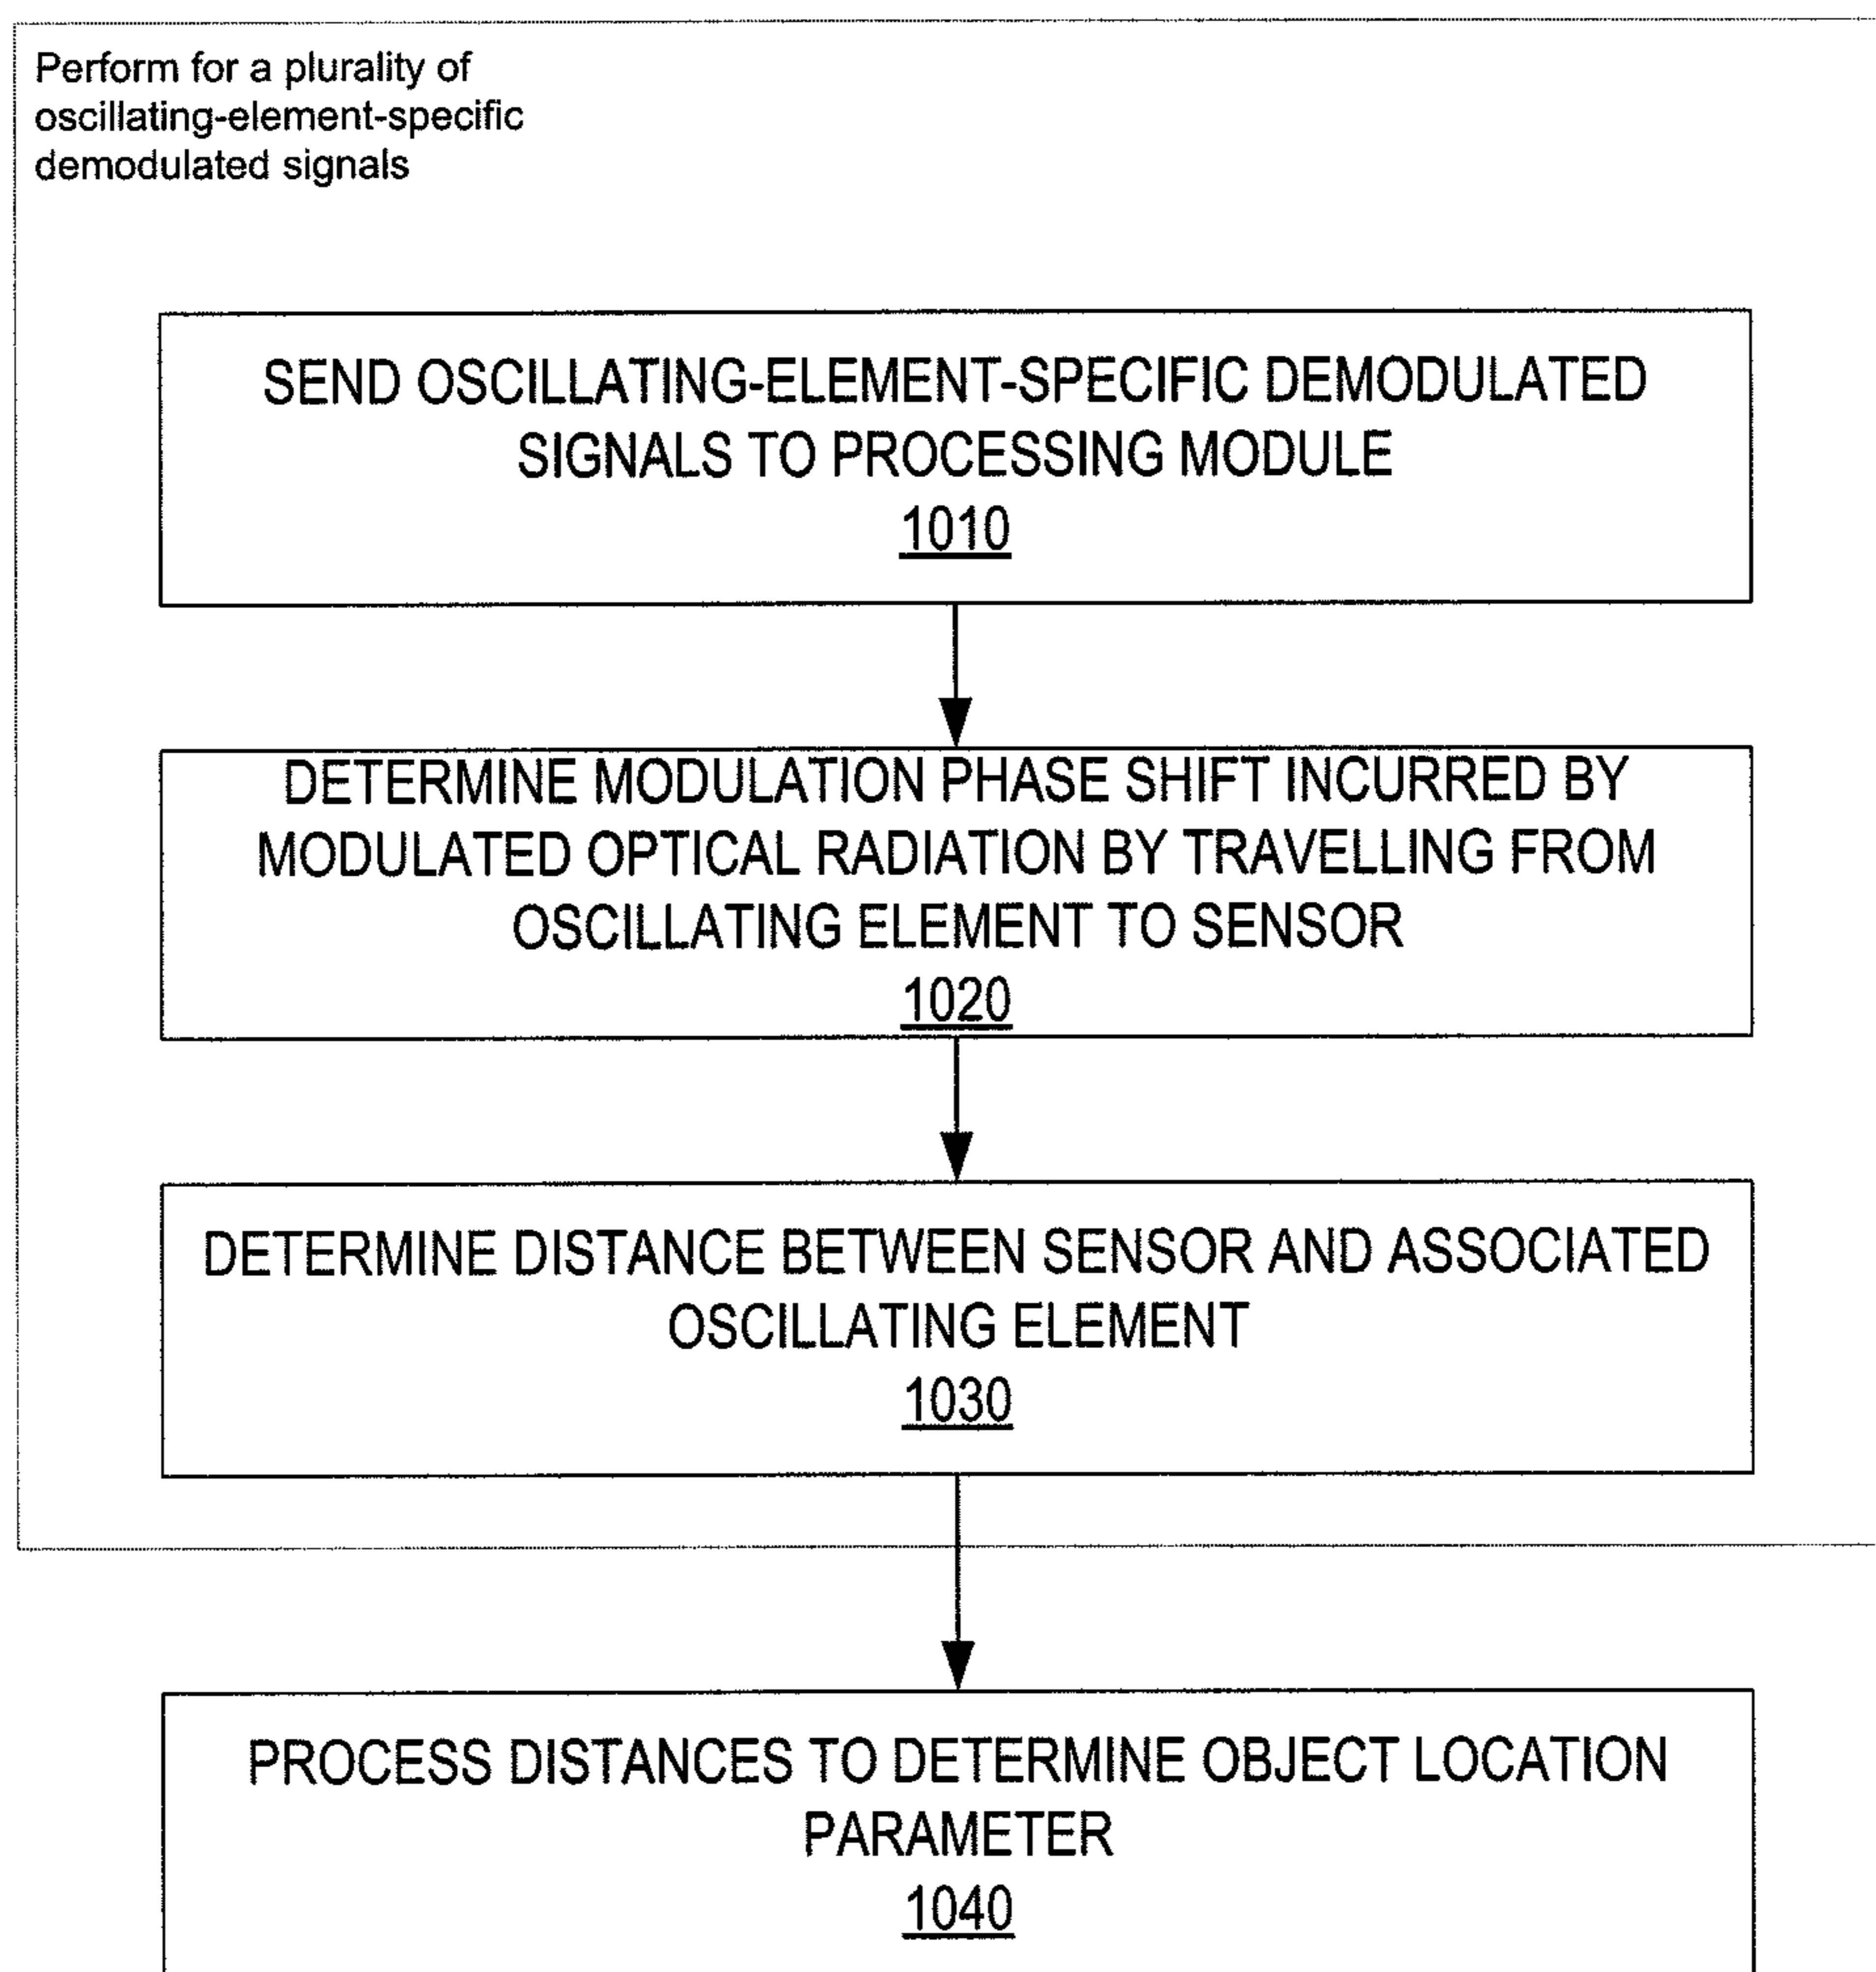 Perform for a plurality of
oscillating-element-specific
demodulated signals
SEND OSCILLATING-ELEMENT-SPECIFIC DEMODULATED
SIGNALS TO PROCESSING MODULE
1010
DETERMINE MODULATION PHASE SHIFT INCURRED BY
MODULATED OPTICAL RADIATION BY TRAVELLING FROM
OSCILLATING ELEMENT TO SENSOR
1020
DETERMINE DISTANCE BETWEEN SENSOR AND ASSOCIATED
OSCILLATING ELEMENT
1030
PROCESS DISTANCES TO DETERMINE OBJECT LOCATION
PARAMETER
1040